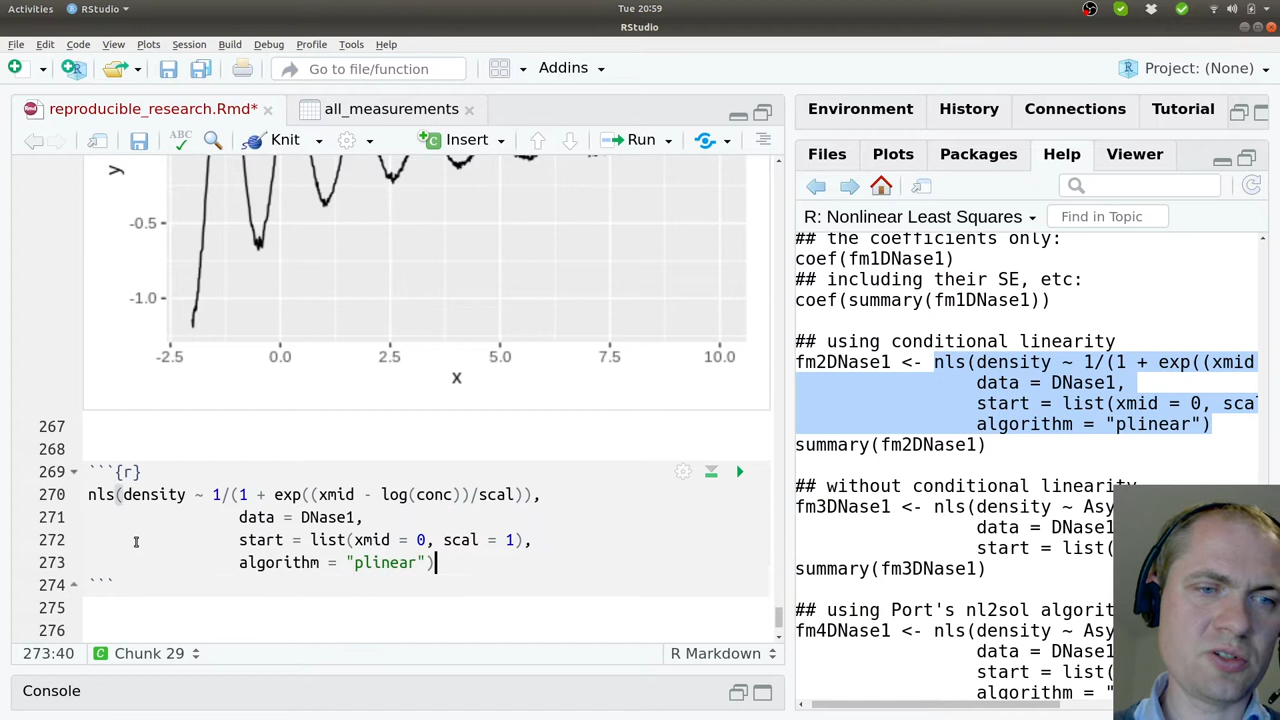 Activities RStudio Tue 20:59
RStudio
File Edit Code View Plots Session Build Debug Profile Tools Help
Go to file/function Addins Project: (None)
reproducible_research.Rmd* all_measurements
Environment History Connections Tutorial
ABC Knit Insert Run
Files Plots Packages Help Viewer
R: Nonlinear Least Squares Find in Topic
y
-0.5
-1.0
-2.5 0.0 2.5 5.0 7.5 10.0
x
267
268
269 ```{r}
270 nls(density ~ 1/(1 + exp((xmid - log(conc))/scal)),
271 data = DNase1,
272 start = list(xmid = 0, scal = 1),
273 algorithm = "plinear")
274 ```
275
276
273:40 Chunk 29 R Markdown
Console
## the coefficients only:
coef(fm1DNase1)
## including their SE, etc:
coef(summary(fm1DNase1))
## using conditional linearity
fm2DNase1 <- nls(density ~ 1/(1 + exp((xmid
data = DNase1,
start = list(xmid = 0, sca
algorithm = "plinear")
summary(fm2DNase1)
## without conditional linearity
fm3DNase1 <- nls(density ~ Asy
data = DN
start = li
summary(fm3DNase1)
## using Port's nl2sol algorit
fm4DNase1 <- nls(density ~ Asy
data = DN
start = li
algorithm = "